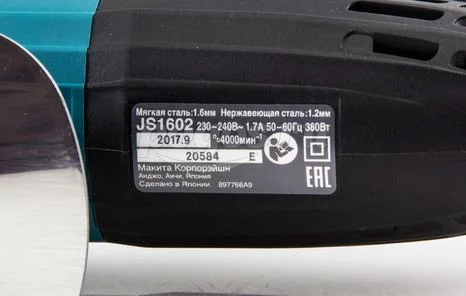 Мягкая сталь:1.6мм Нержавеющая сталь:1.2мм
JS1602 230-240В~ 1.7А 50-60Гц 380Вт
2017.9 n₀4000мин⁻¹
20584 E
Макита Корпорэйшн
Анджо, Аичи, Япония
Сделано в Японии 897766A9
EAC